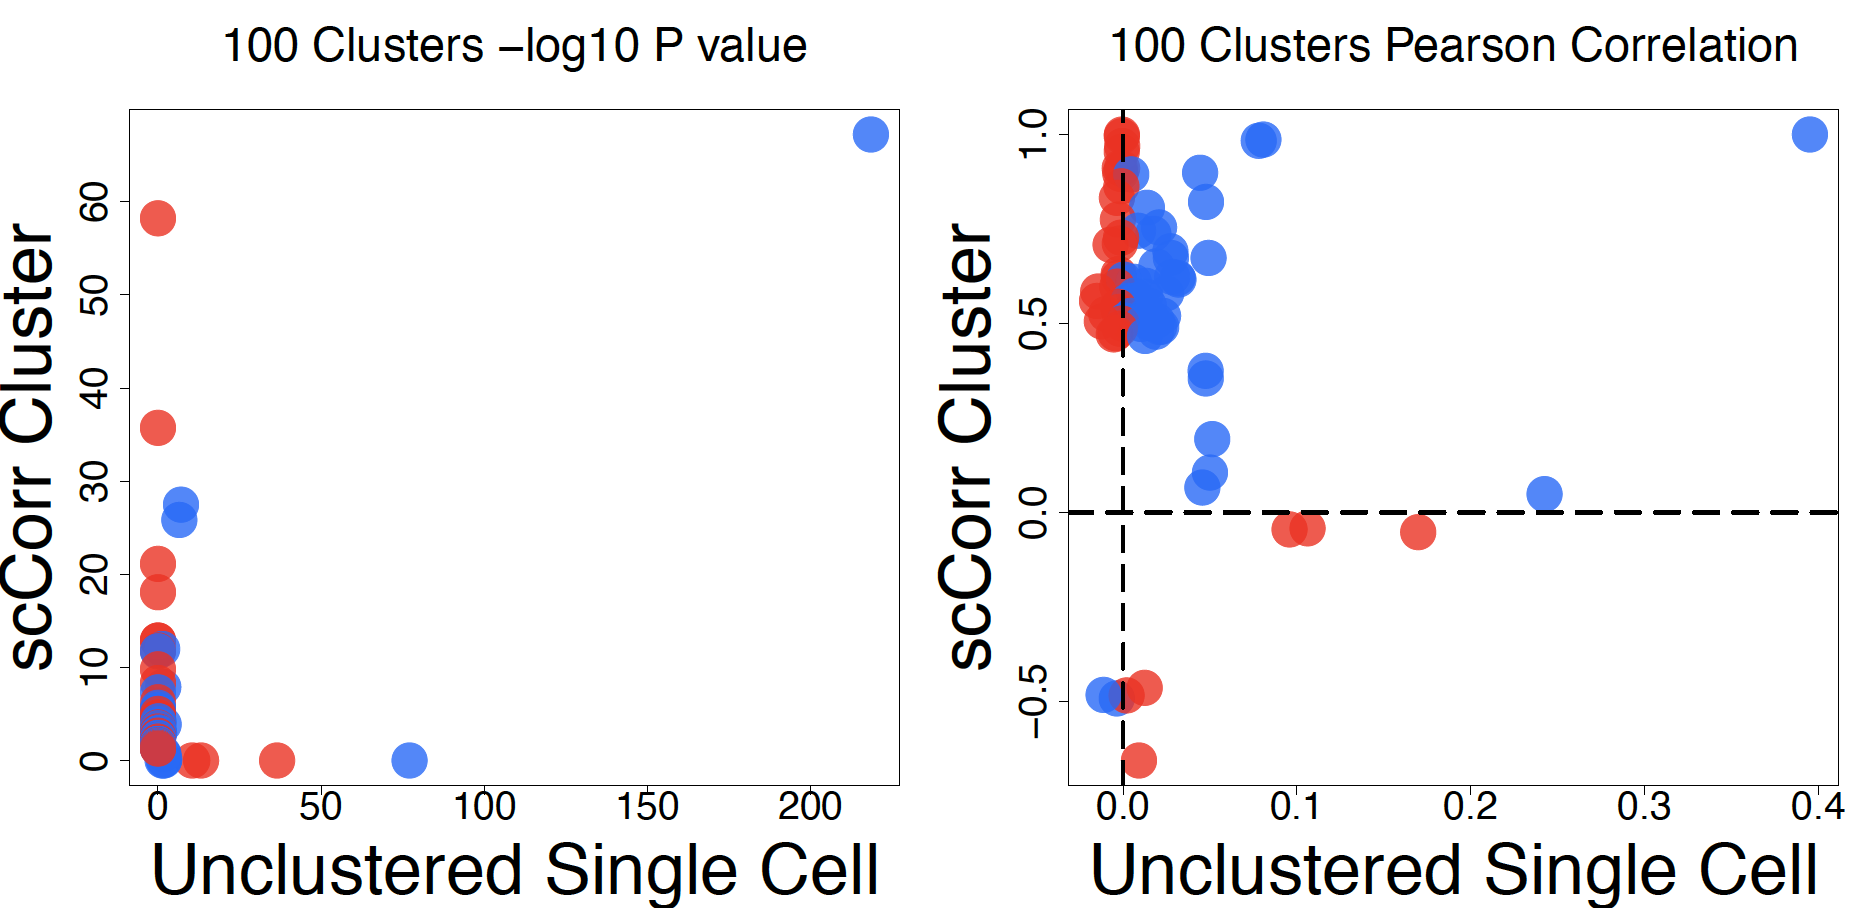 100 Clusters −log10 P value
scCorr Cluster
60
50
40
30
20
10
0
0 50 100 150 200
Unclustered Single Cell
100 Clusters Pearson Correlation
scCorr Cluster
1.0
0.5
0.0
−0.5
0.0 0.1 0.2 0.3 0.4
Unclustered Single Cell